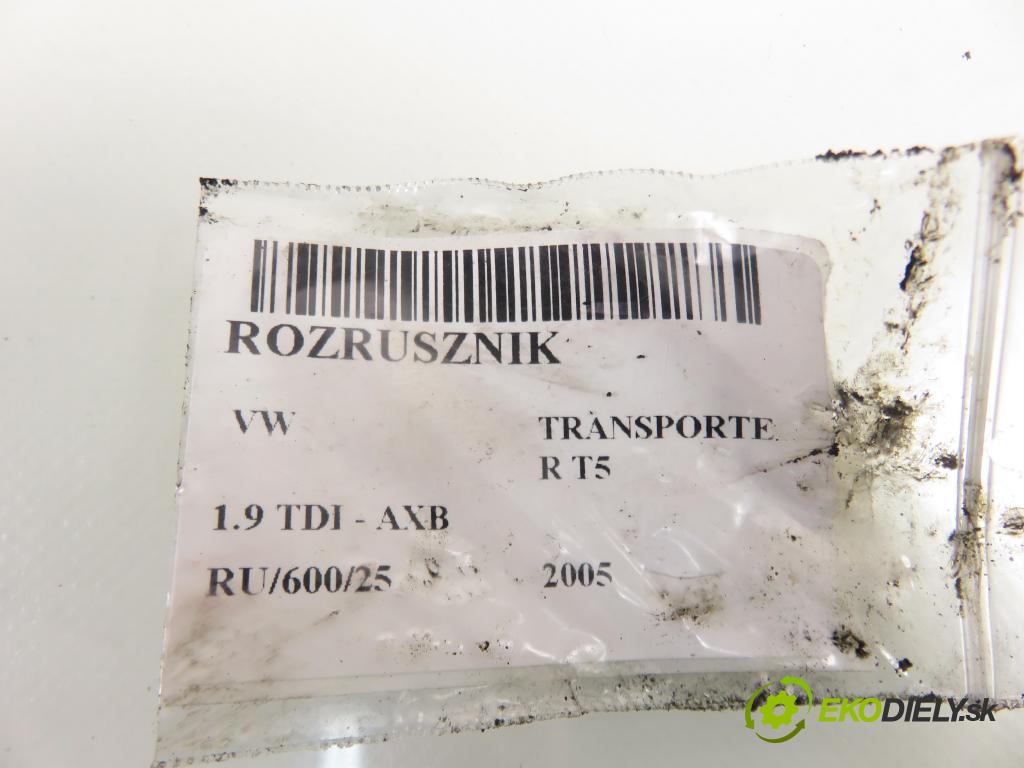 ROZRUSZNIK
VW TRANSPORTE
R T5
1.9 TDI - AXB
RU/600/25 2005
EKODIELY.sk